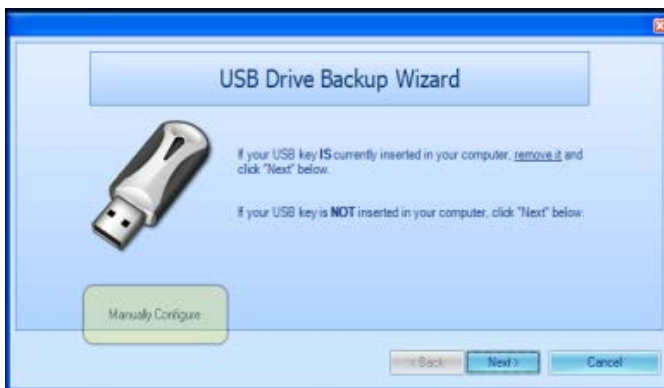 USB Drive Backup Wizard
If your USB key IS currently inserted in your computer, remove it and
click "Next" below.
If your USB key is NOT inserted in your computer, click "Next" below.
Manually Configure
< Back
Next >
Cancel